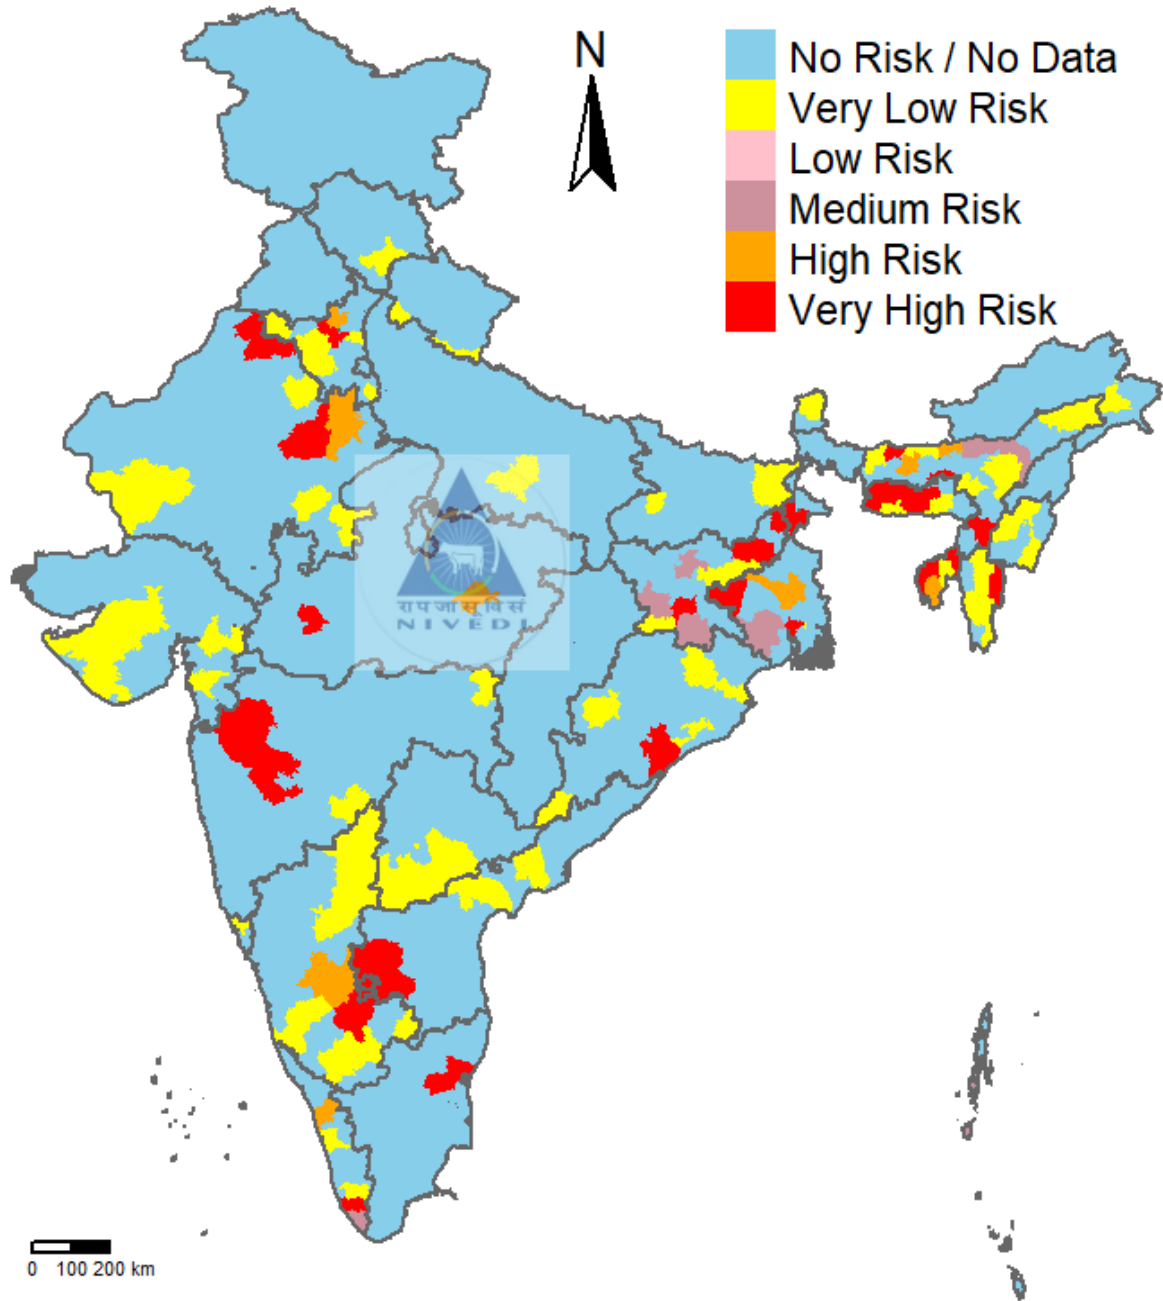 N
No Risk / No Data
Very Low Risk
Low Risk
Medium Risk
High Risk
Very High Risk
NIVEDI
0 100 200 km